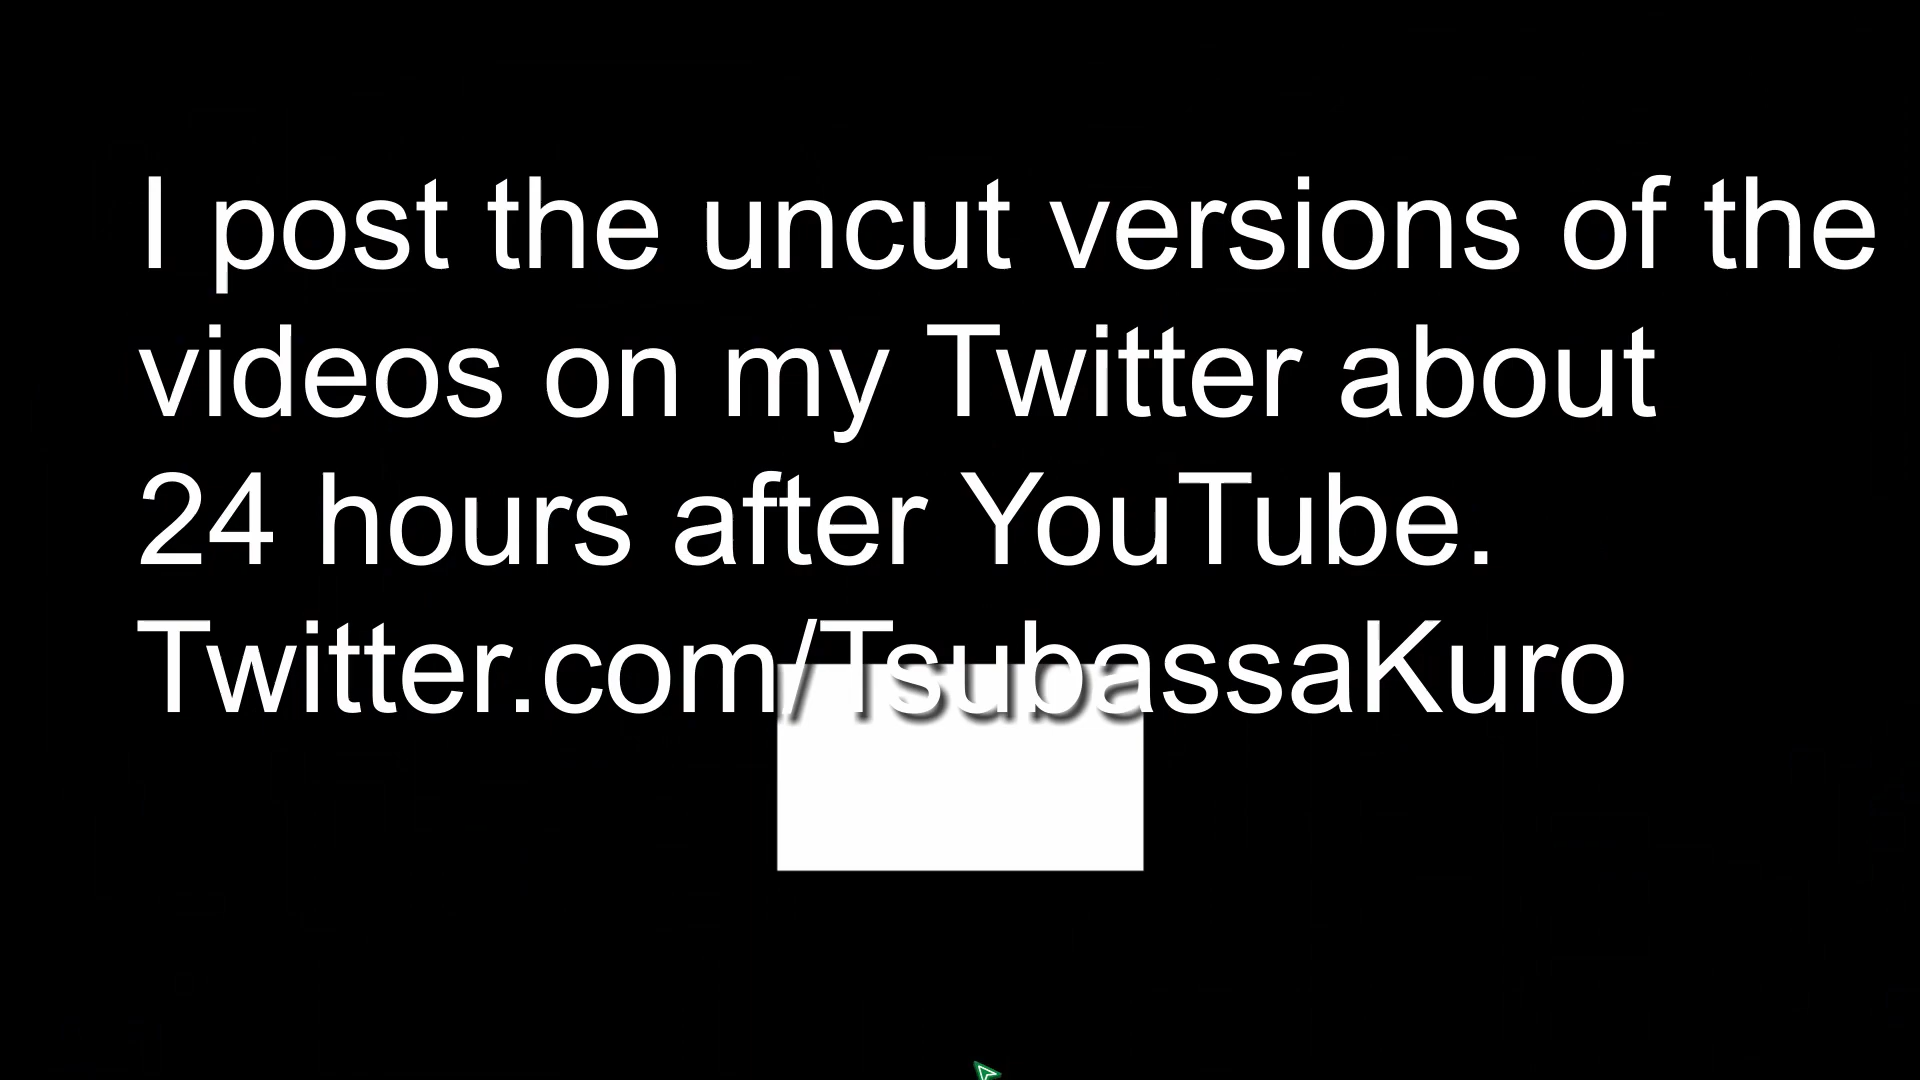 I post the uncut versions of the
videos on my Twitter about
24 hours after YouTube.
Twitter.com/TsubassaKuro